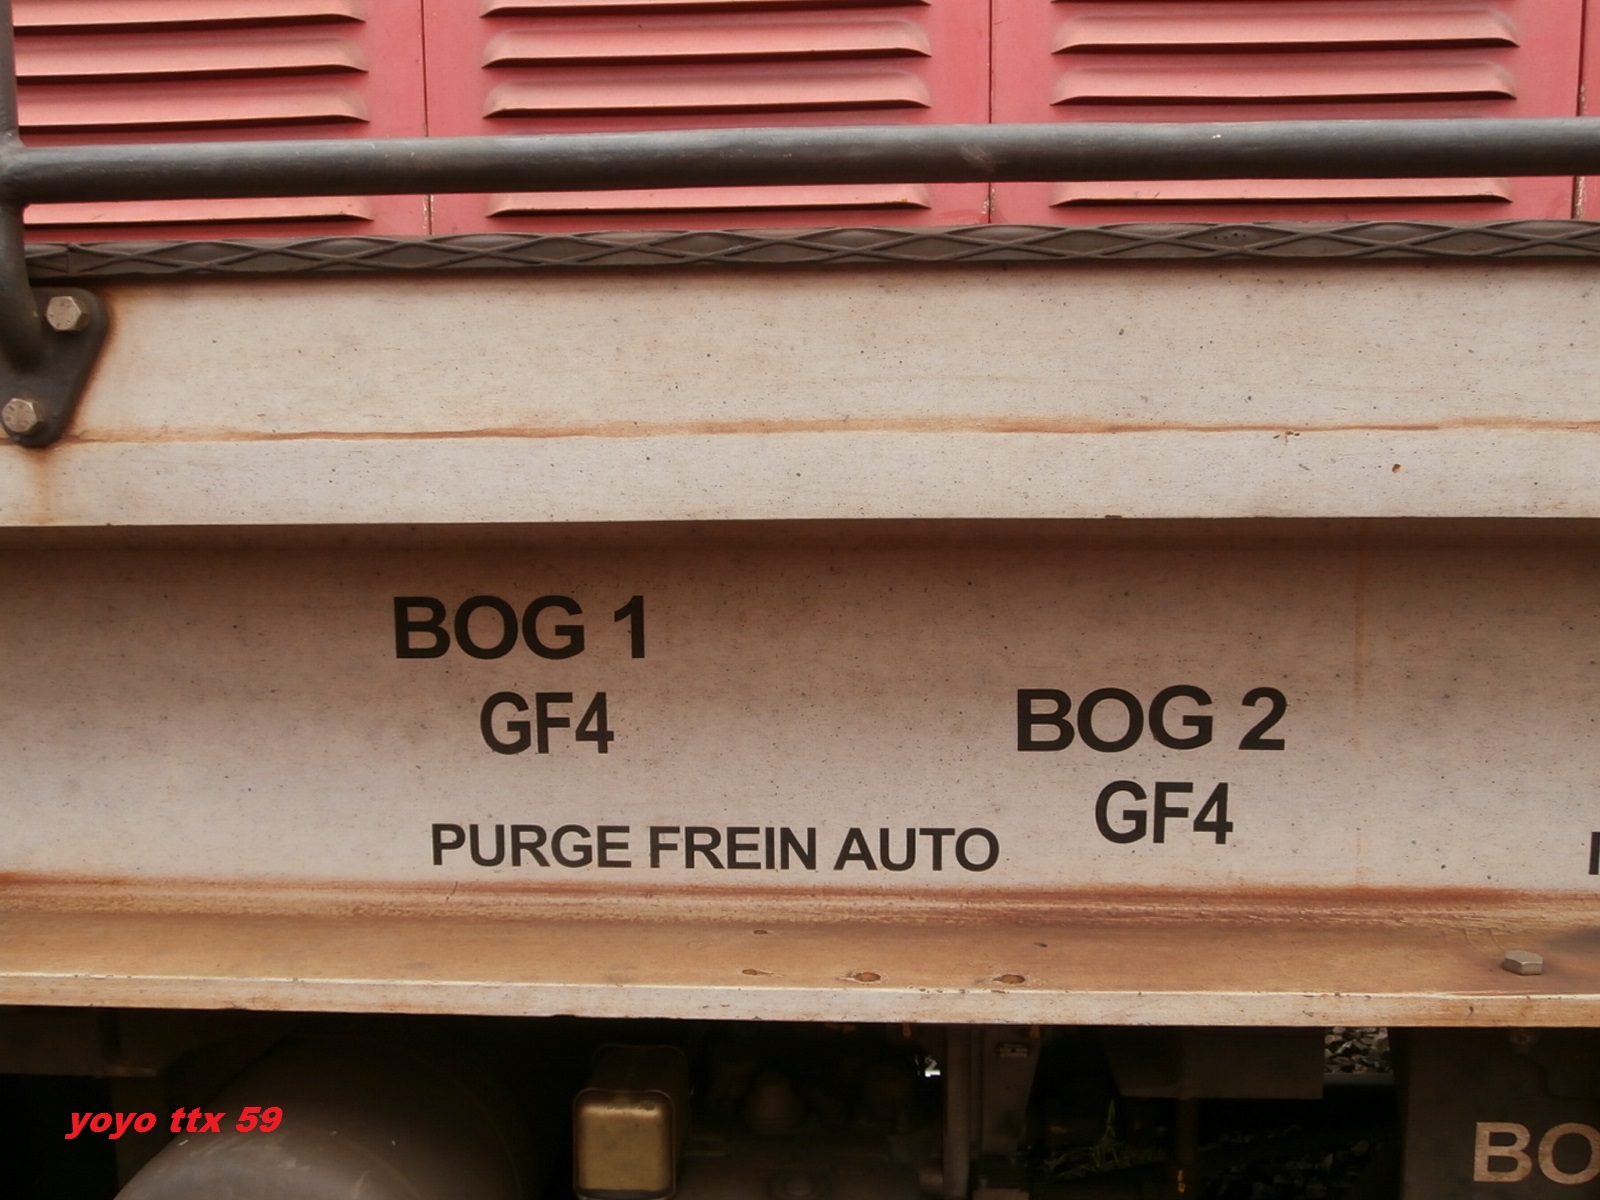 BOG 1
GF4
BOG 2
GF4
PURGE FREIN AUTO
yoyo ttx 59